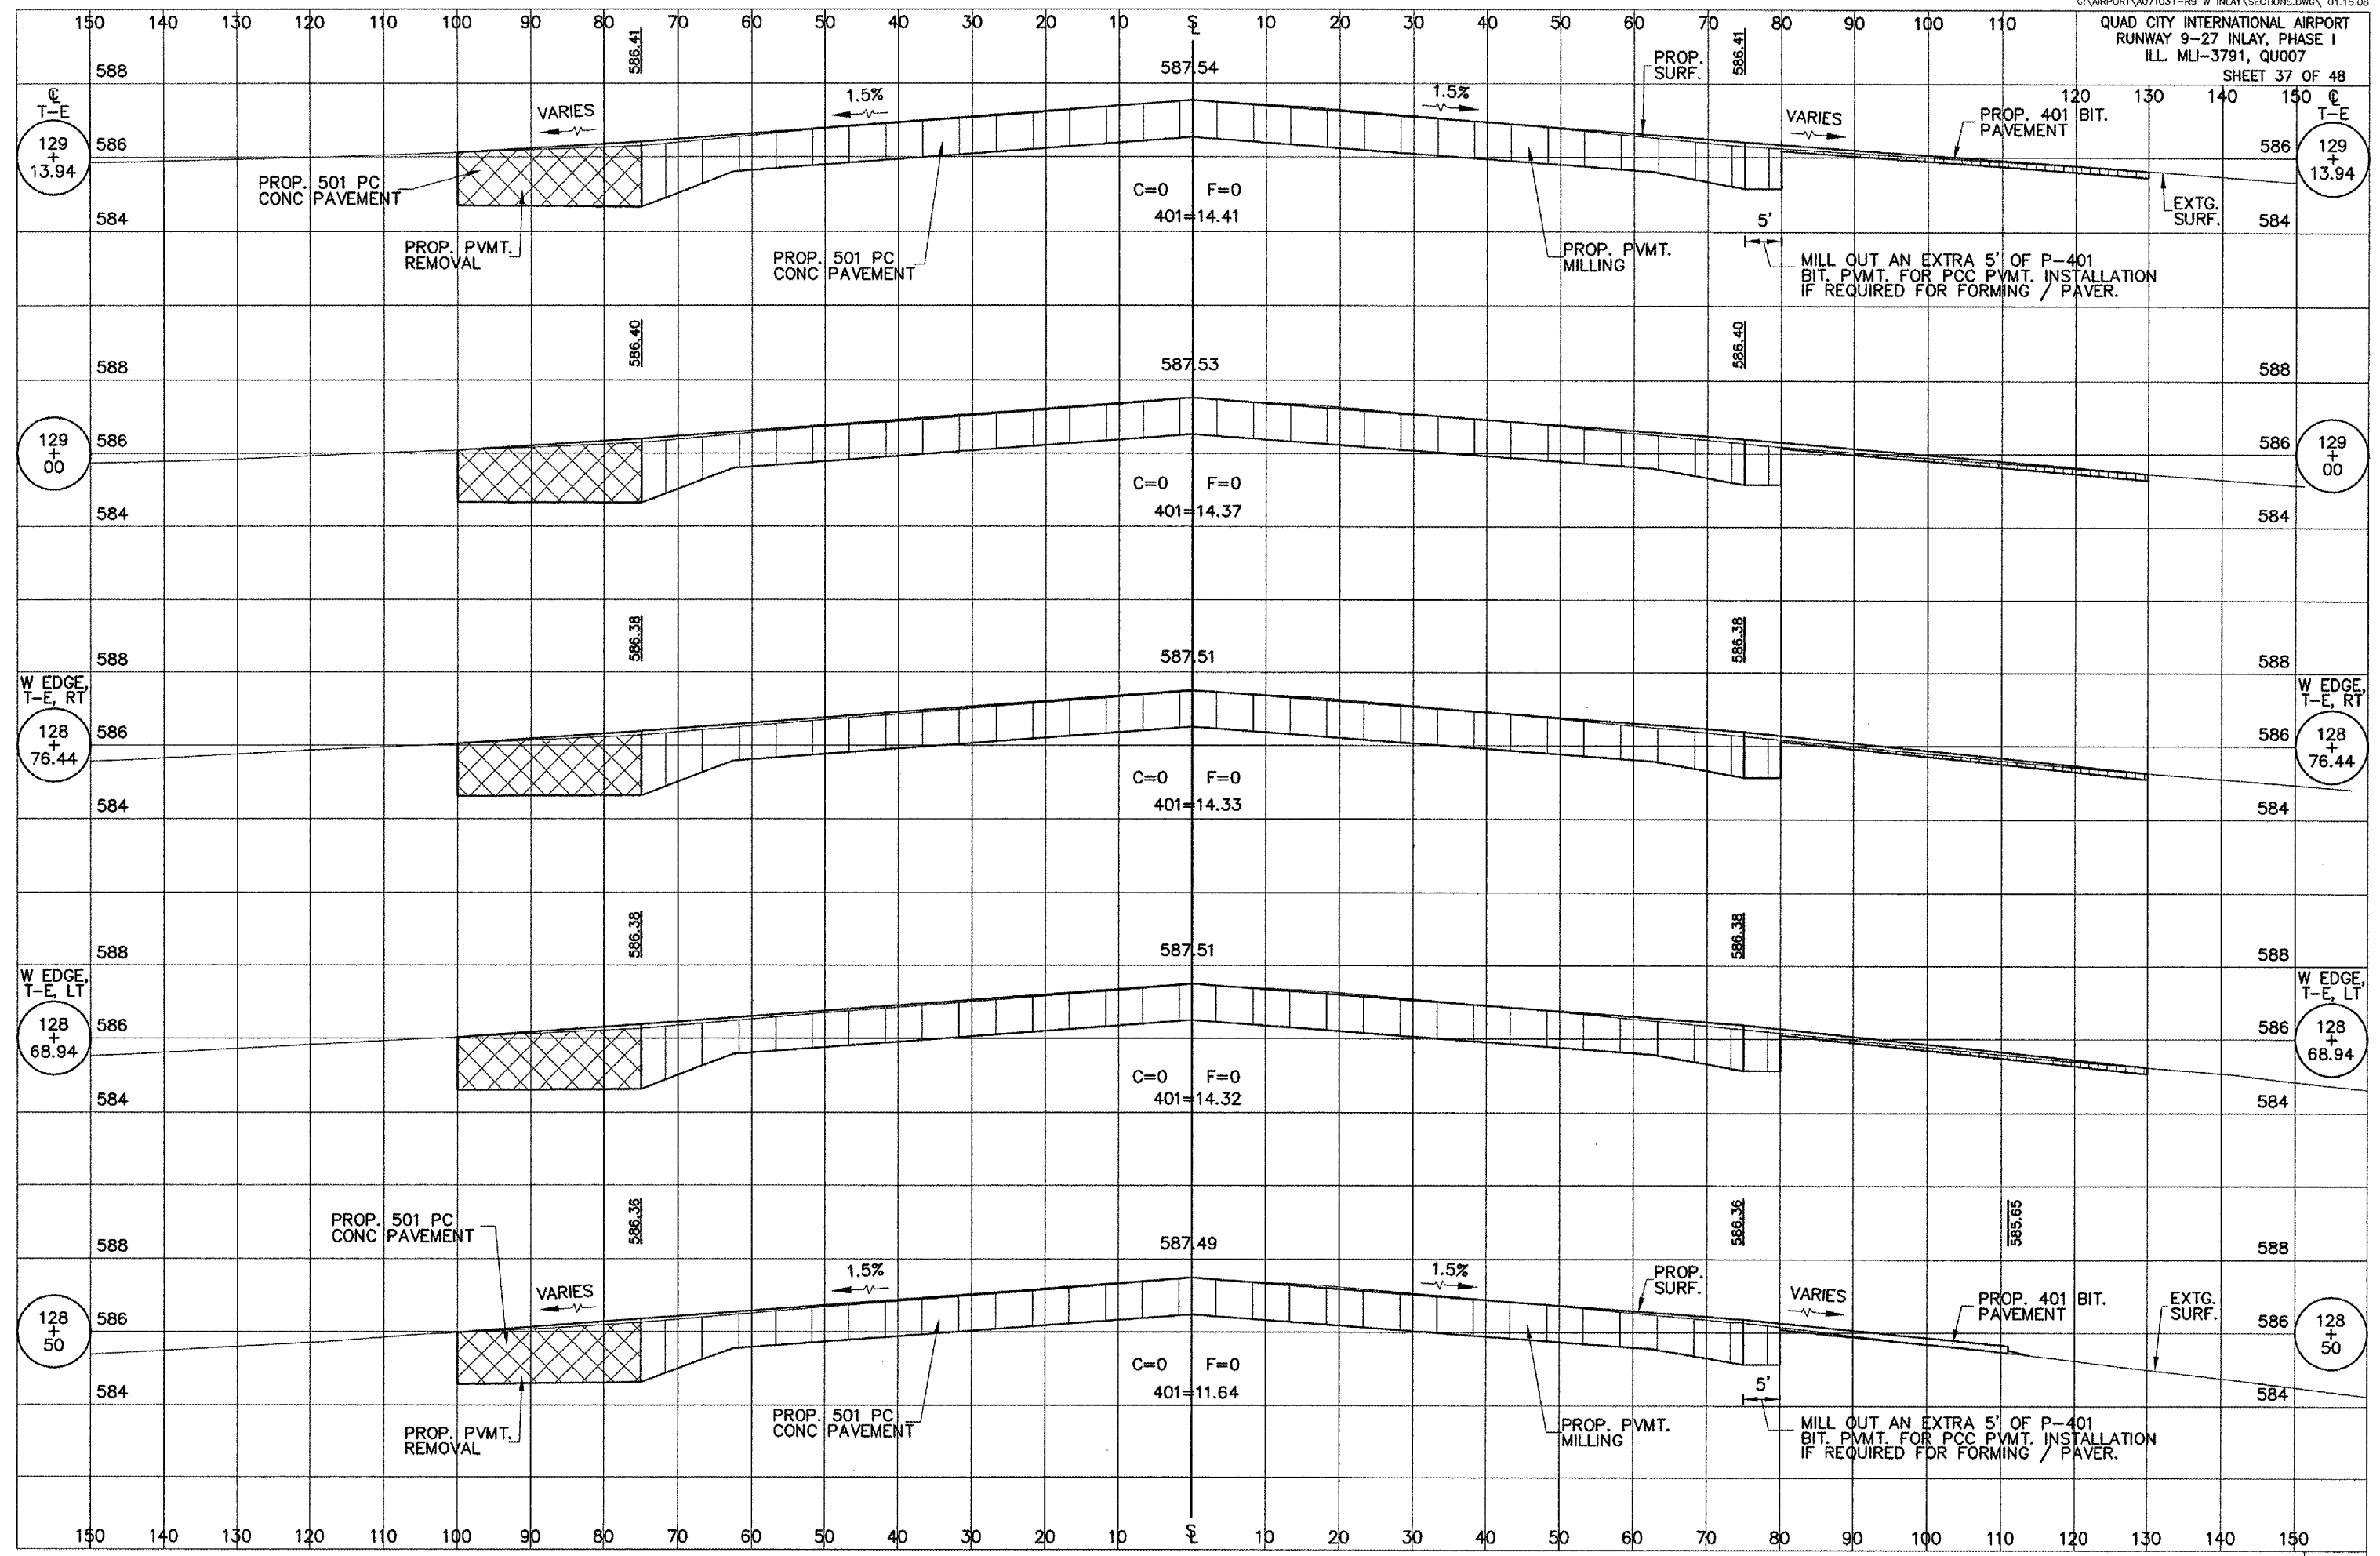 G:\AIRPORT\A071031-R9 W INLAY\SECTIONS.DWG\ 01.15.08
150 140 130 120 110 100 90 80 70 60 50 40 30 20 10 ℄ 10 20 30 40 50 60 70 80 90 100 110
QUAD CITY INTERNATIONAL AIRPORT
RUNWAY 9-27 INLAY, PHASE I
ILL. MLI-3791, QU007
SHEET 37 OF 48
120 130 140 150
586.41
587.54
586.41
588
℄
T-E
129
+
13.94
586
584
VARIES
1.5%
1.5%
PROP.
SURF.
VARIES
PROP. 401 BIT.
PAVEMENT
℄
T-E
129
+
13.94
586
584
PROP. 501 PC
CONC PAVEMENT
PROP. PVMT.
REMOVAL
PROP. 501 PC
CONC PAVEMENT
C=0 F=0
401=14.41
PROP. PVMT.
MILLING
5'
MILL OUT AN EXTRA 5' OF P-401
BIT. PVMT. FOR PCC PVMT. INSTALLATION
IF REQUIRED FOR FORMING / PAVER.
EXTG.
SURF.
586.40
587.53
586.40
588
588
129
+
00
586
586
129
+
00
C=0 F=0
401=14.37
584
584
586.38
587.51
586.38
588
588
W EDGE,
T-E, RT
128
+
76.44
586
586
W EDGE,
T-E, RT
128
+
76.44
C=0 F=0
401=14.33
584
584
586.38
587.51
586.38
588
588
W EDGE,
T-E, LT
128
+
68.94
586
586
W EDGE,
T-E, LT
128
+
68.94
C=0 F=0
401=14.32
584
584
PROP. 501 PC
CONC PAVEMENT
586.36
587.49
586.36
585.65
588
588
VARIES
1.5%
1.5%
PROP.
SURF.
VARIES
PROP. 401 BIT.
PAVEMENT
EXTG.
SURF.
128
+
50
586
586
128
+
50
C=0 F=0
401=11.64
584
584
PROP. PVMT.
REMOVAL
PROP. 501 PC
CONC PAVEMENT
PROP. PVMT.
MILLING
5'
MILL OUT AN EXTRA 5' OF P-401
BIT. PVMT. FOR PCC PVMT. INSTALLATION
IF REQUIRED FOR FORMING / PAVER.
150 140 130 120 110 100 90 80 70 60 50 40 30 20 10 ℄ 10 20 30 40 50 60 70 80 90 100 110 120 130 140 150